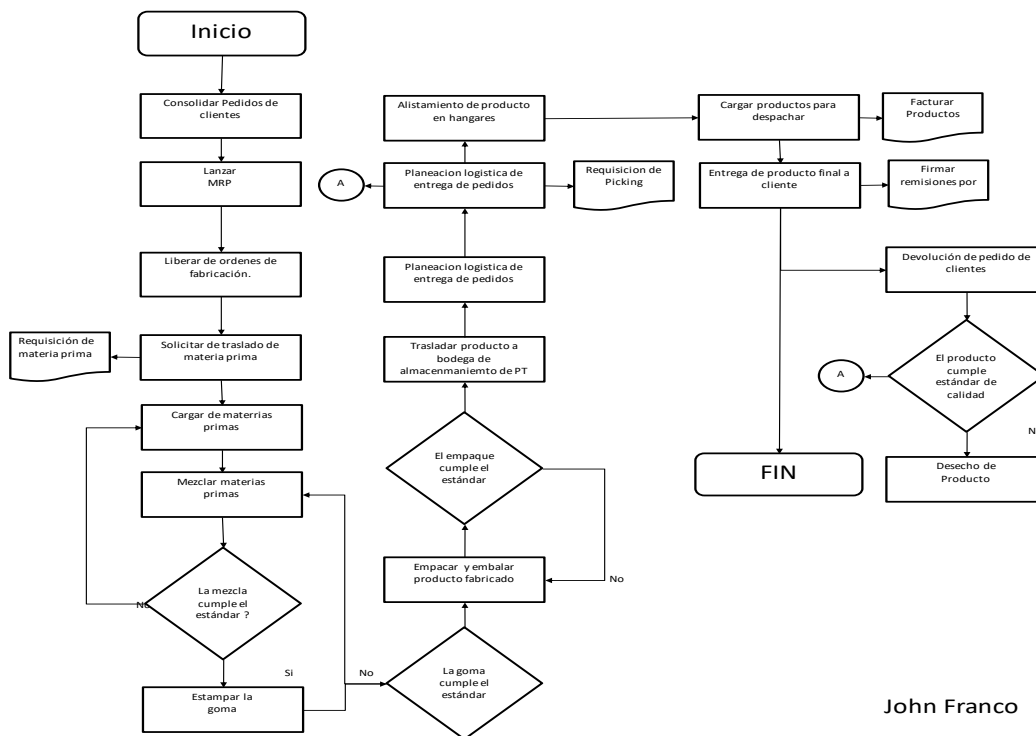 Inicio
Consolidar Pedidos de
clientes
Lanzar
MRP
Liberar de ordenes de
fabricación.
Requisición de
materia prima
Solicitar de traslado de
materia prima
Cargar de materrias
primas
Mezclar materias
primas
La mezcla
cumple el
estándar ?
No
Si
Estampar la
goma
No
La goma
cumple el
estándar
Empacar y embalar
producto fabricado
No
El empaque
cumple el
estándar
Trasladar producto a
bodega de
almacenmamiemto de PT
Planeacion logistica de
entrega de pedidos
A
Planeacion logistica de
entrega de pedidos
Requisicion de
Picking
Alistamiento de producto
en hangares
Cargar productos para
despachar
Facturar
Productos
Entrega de producto final a
cliente
Firmar
remisiones por
Devolución de pedido de
clientes
A
El producto
cumple
estándar de
calidad
N
Desecho de
Producto
FIN
John Franco